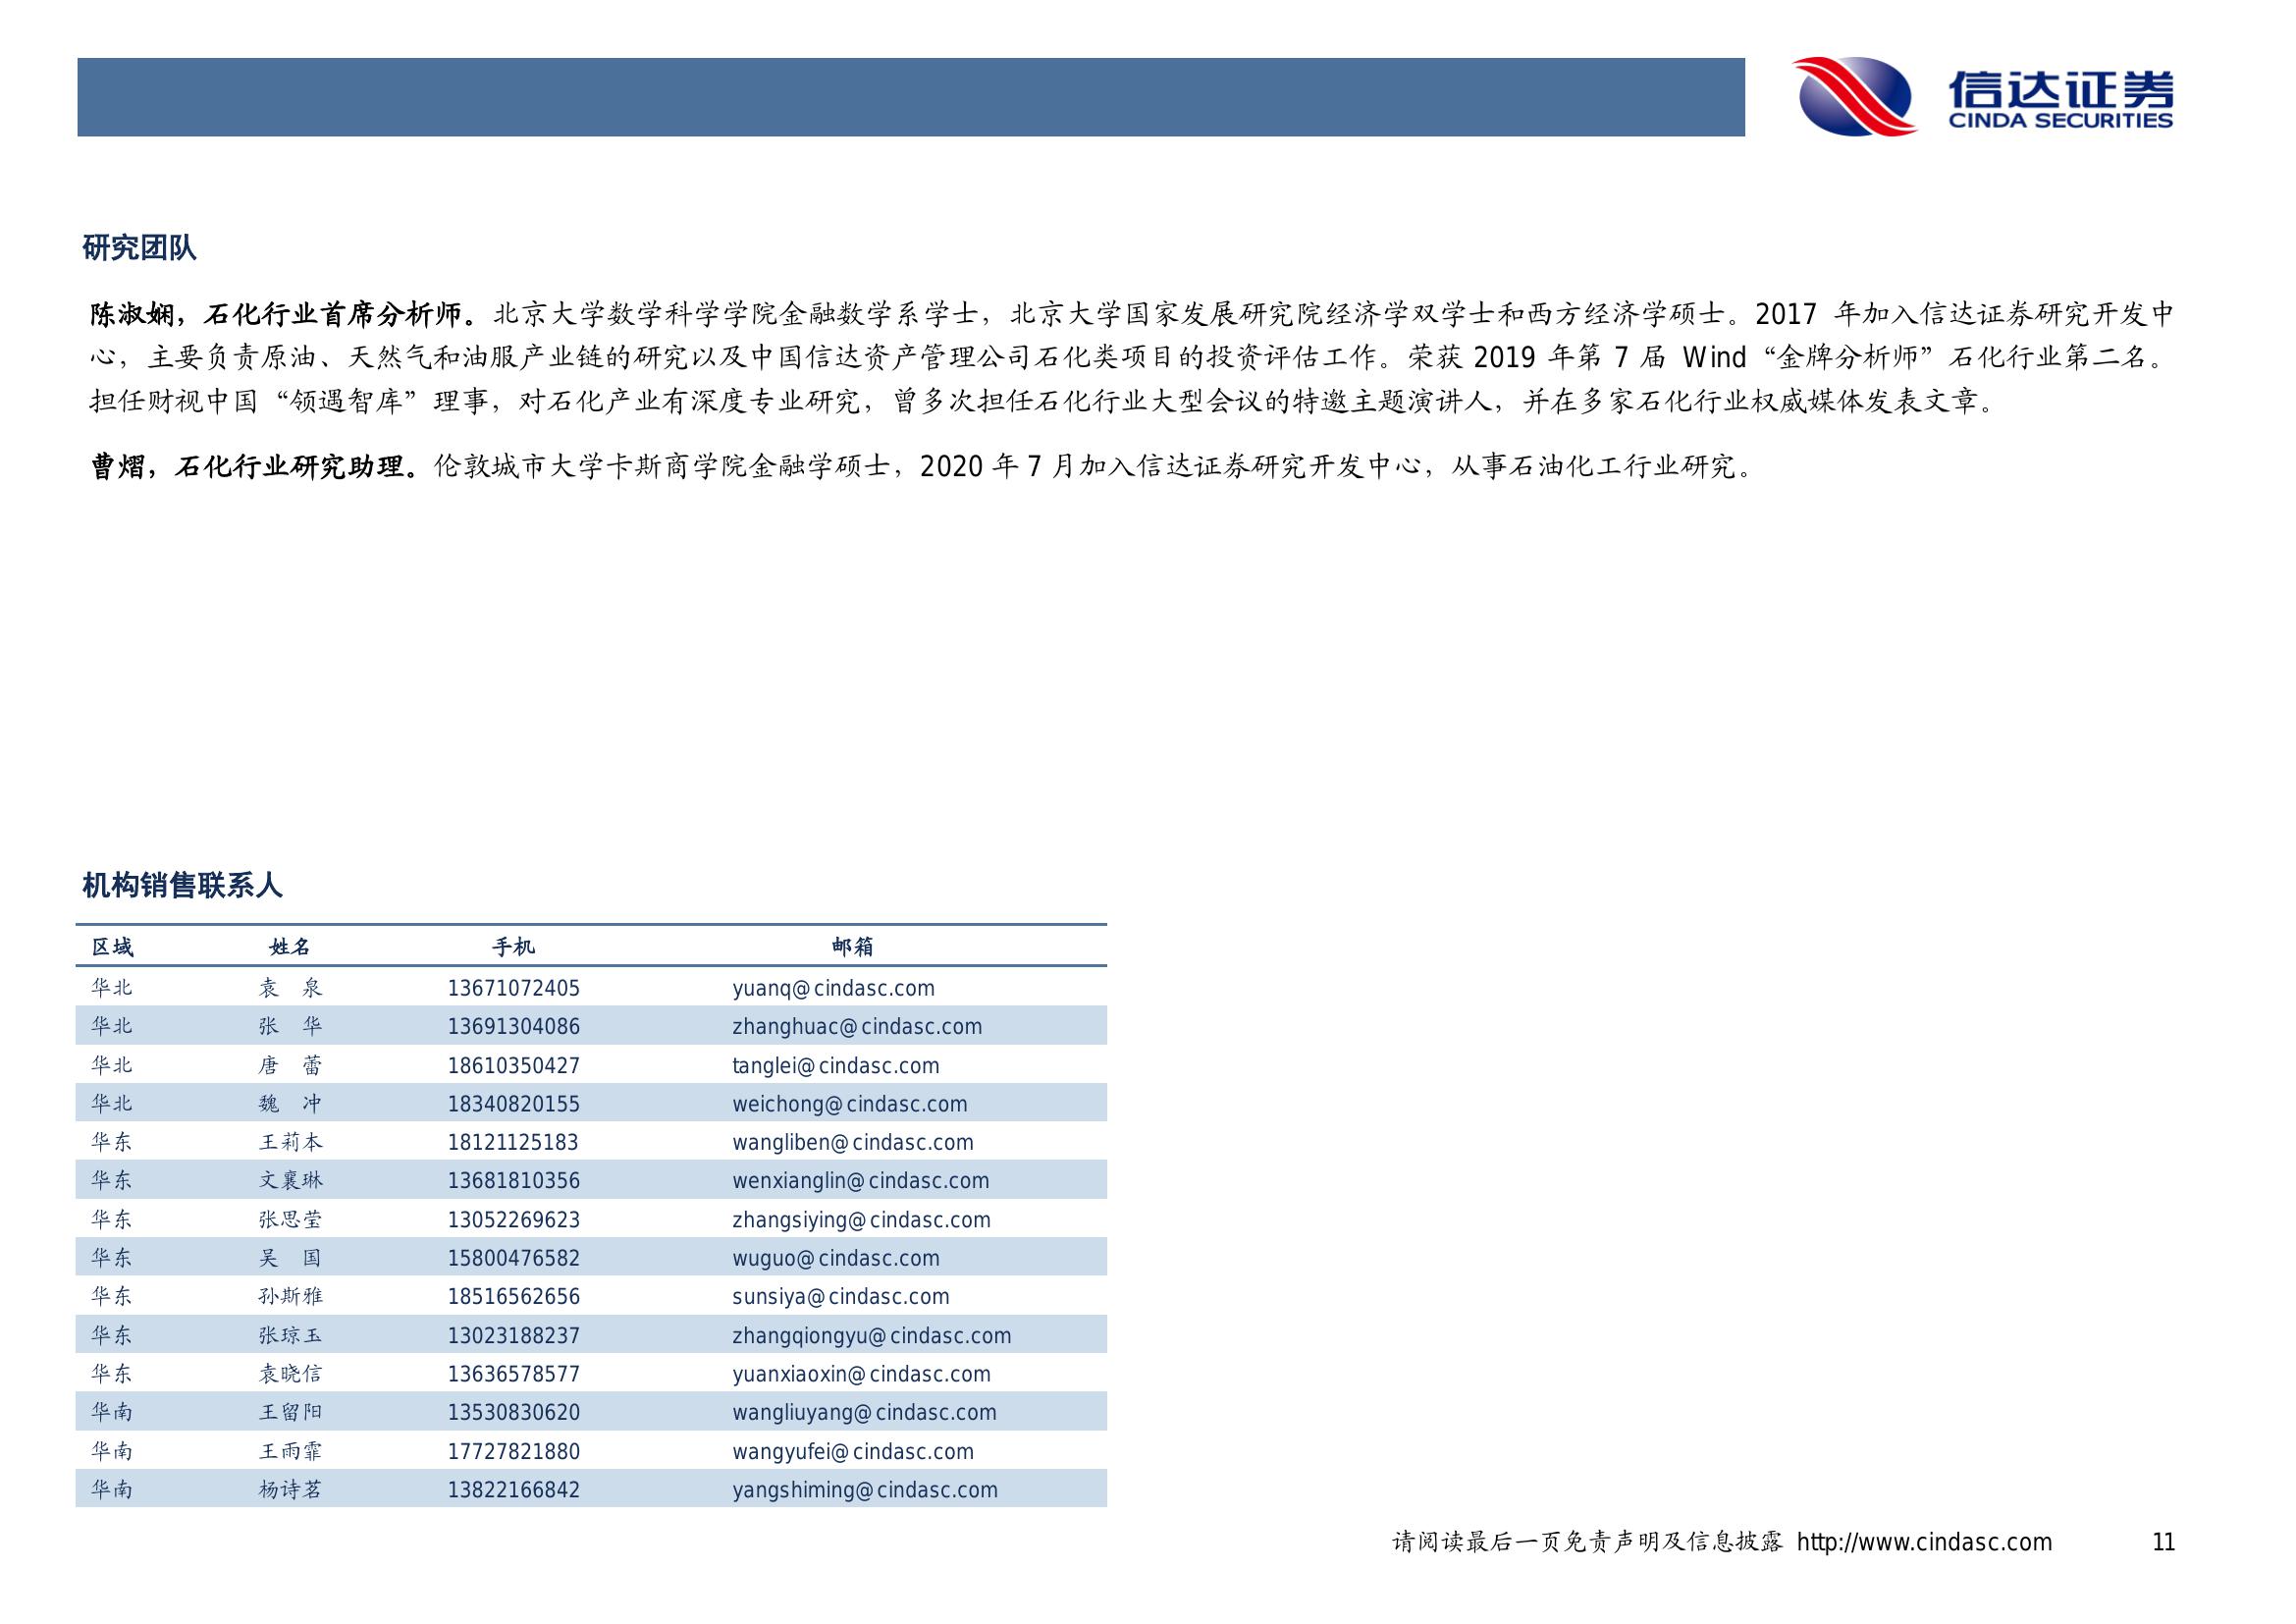 信达证券
CINDA SECURITIES
研究团队
陈淑娴，石化行业首席分析师。北京大学数学科学学院金融数学系学士，北京大学国家发展研究院经济学双学士和西方经济学硕士。2017 年加入信达证券研究开发中
心，主要负责原油、天然气和油服产业链的研究以及中国信达资产管理公司石化类项目的投资评估工作。荣获 2019 年第 7 届 Wind “金牌分析师”石化行业第二名。
担任财视中国“领遇智库”理事，对石化产业有深度专业研究，曾多次担任石化行业大型会议的特邀主题演讲人，并在多家石化行业权威媒体发表文章。
曹熠，石化行业研究助理。伦敦城市大学卡斯商学院金融学硕士，2020 年 7 月加入信达证券研究开发中心，从事石油化工行业研究。
机构销售联系人
区域 姓名 手机 邮箱
华北 袁 泉 13671072405 yuanq@cindasc.com
华北 张 华 13691304086 zhanghuac@cindasc.com
华北 唐 蕾 18610350427 tanglei@cindasc.com
华北 魏 冲 18340820155 weichong@cindasc.com
华东 王莉本 18121125183 wangliben@cindasc.com
华东 文襄琳 13681810356 wenxianglin@cindasc.com
华东 张思莹 13052269623 zhangsiying@cindasc.com
华东 吴 国 15800476582 wuguo@cindasc.com
华东 孙斯雅 18516562656 sunsiya@cindasc.com
华东 张琼玉 13023188237 zhangqiongyu@cindasc.com
华东 袁晓信 13636578577 yuanxiaoxin@cindasc.com
华南 王留阳 13530830620 wangliuyang@cindasc.com
华南 王雨霏 17727821880 wangyufei@cindasc.com
华南 杨诗茗 13822166842 yangshiming@cindasc.com
请阅读最后一页免责声明及信息披露 http://www.cindasc.com 11